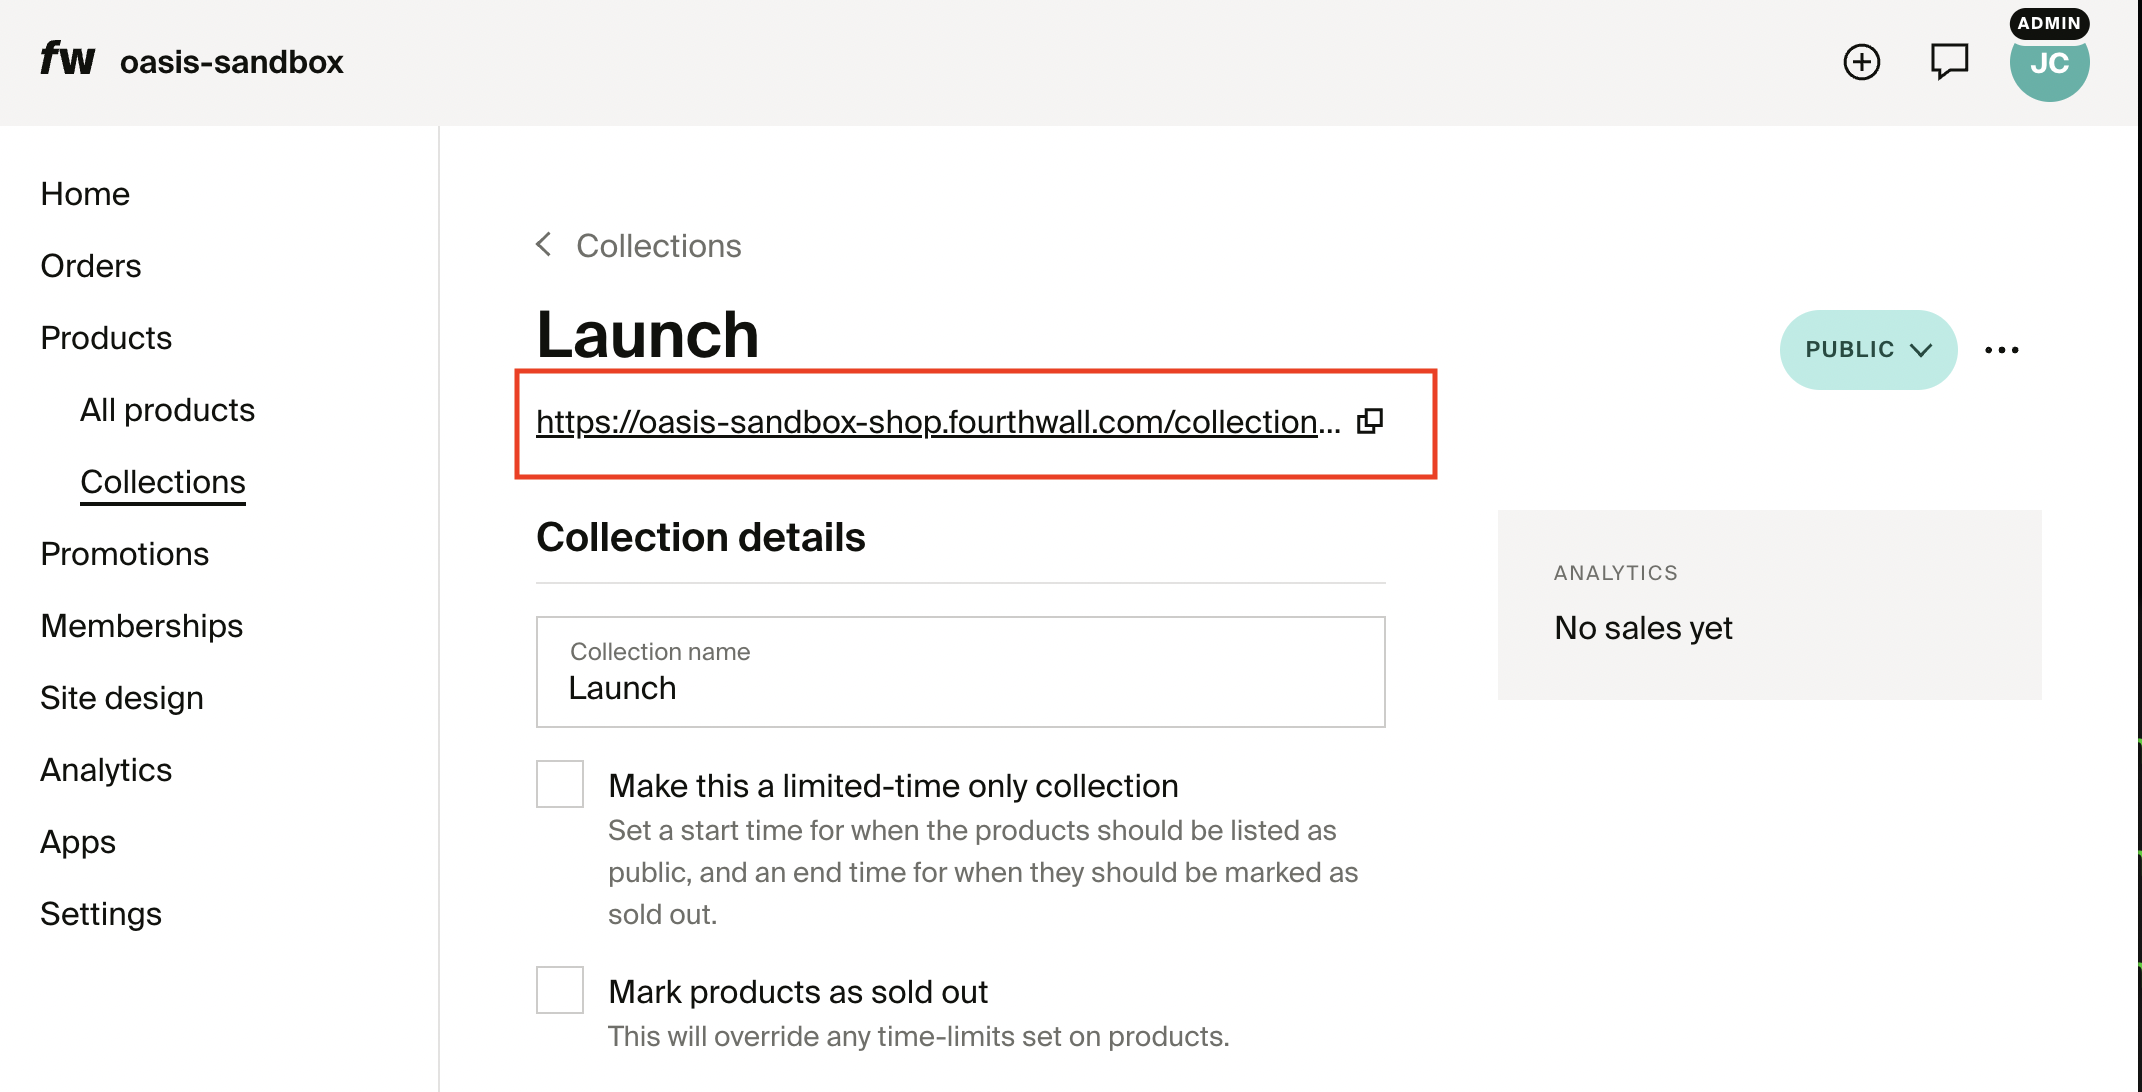 fw oasis-sandbox
ADMIN
JC
Home
Orders
Products
All products
Collections
Promotions
Memberships
Site design
Analytics
Apps
Settings
Collections
Launch
PUBLIC
https://oasis-sandbox-shop.fourthwall.com/collection...
Collection details
Collection name
Launch
Make this a limited-time only collection
Set a start time for when the products should be listed as
public, and an end time for when they should be marked as
sold out.
Mark products as sold out
This will override any time-limits set on products.
ANALYTICS
No sales yet